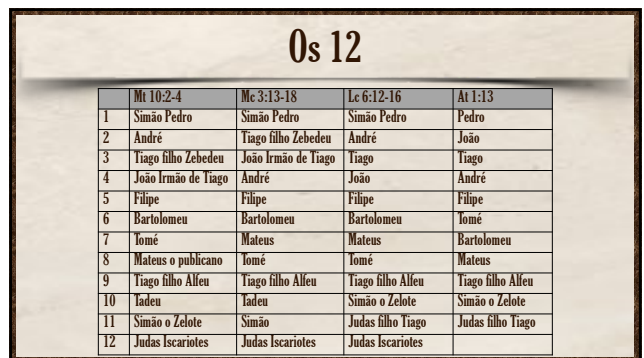 Os 12
Mt 10:2-4 Mc 3:13-18 Lc 6:12-16 At 1:13
1 Simão Pedro Simão Pedro Simão Pedro Pedro
2 André Tiago filho Zebedeu André João
3 Tiago filho Zebedeu João Irmão de Tiago Tiago Tiago
4 João Irmão de Tiago André João André
5 Filipe Filipe Filipe Filipe
6 Bartolomeu Bartolomeu Bartolomeu Tomé
7 Tomé Mateus Mateus Bartolomeu
8 Mateus o publicano Tomé Tomé Mateus
9 Tiago filho Alfeu Tiago filho Alfeu Tiago filho Alfeu Tiago filho Alfeu
10 Tadeu Tadeu Simão o Zelote Simão o Zelote
11 Simão o Zelote Simão Judas filho Tiago Judas filho Tiago
12 Judas Iscariotes Judas Iscariotes Judas Iscariotes